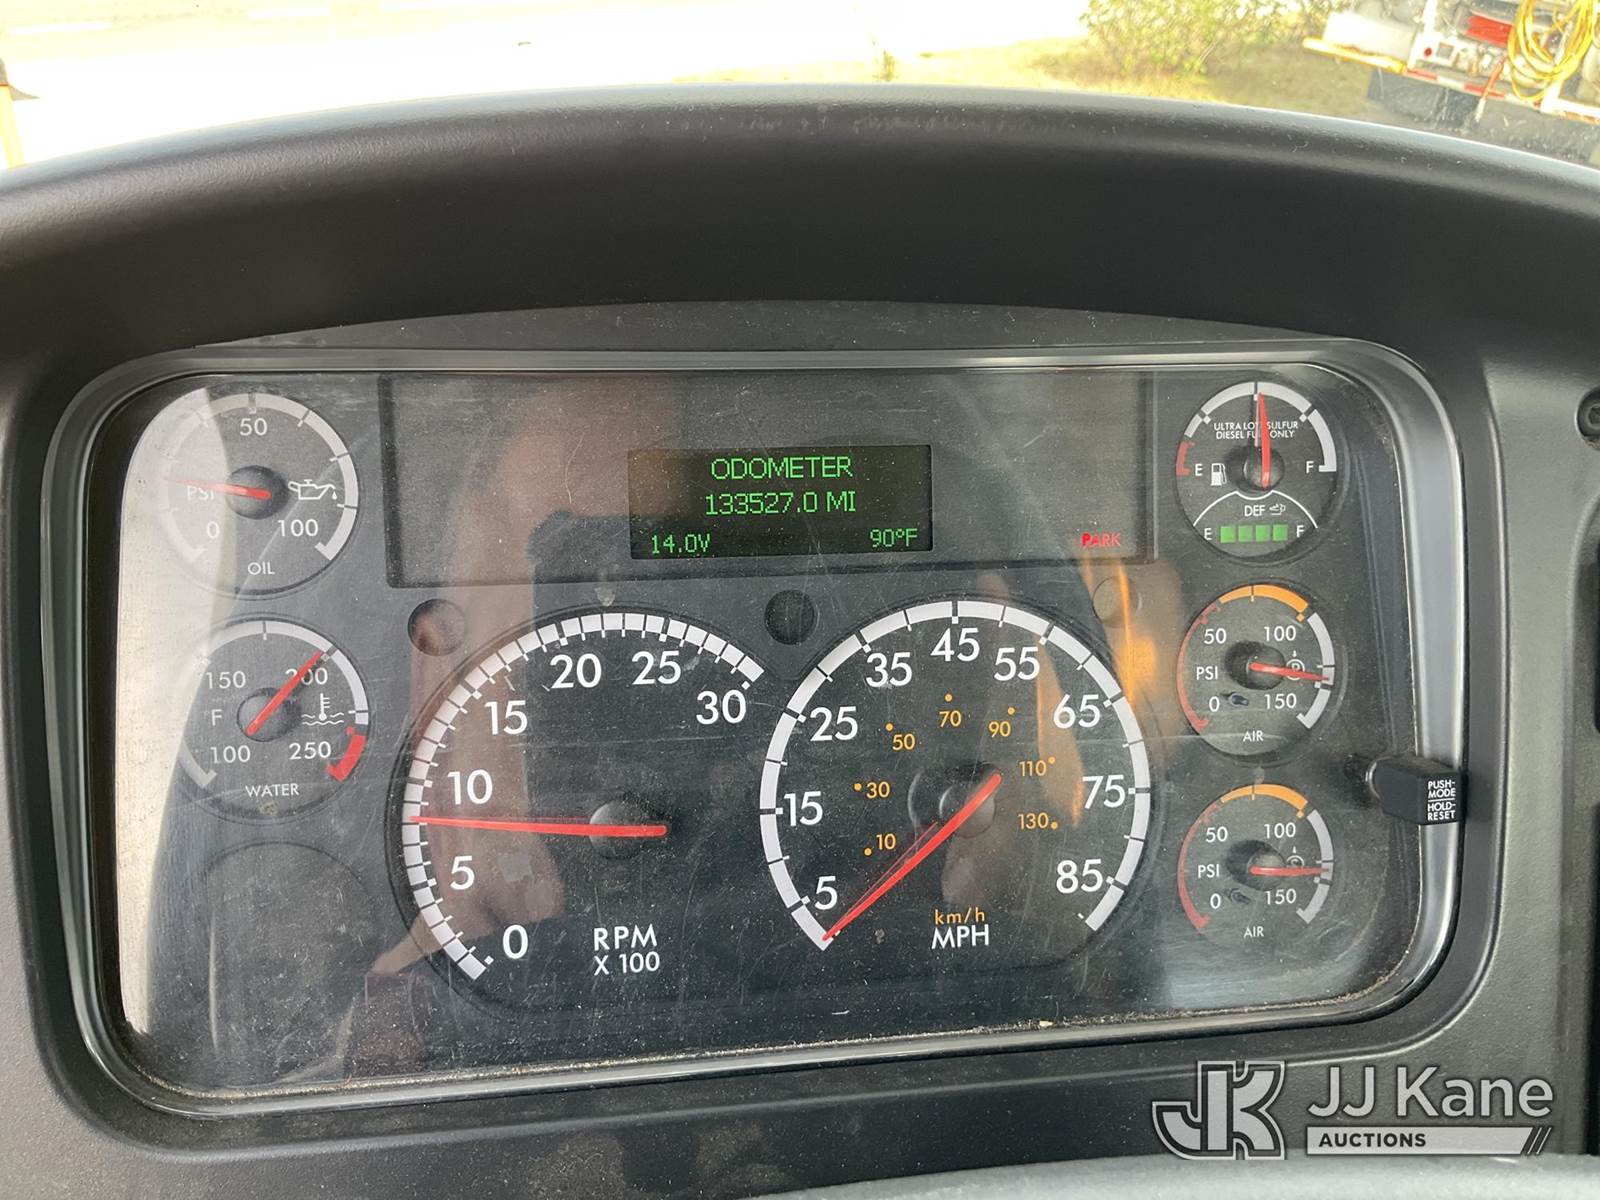 50
PSI
0
100
OIL
150
200
°F
100
250
WATER
ODOMETER
133527.0 MI
14.0V
90°F
PARK
0
5
10
15
20
25
30
RPM
X 100
5
15
25
35
45
55
65
75
85
10
30
50
70
90
110
130
km/h
MPH
ULTRA LOW SULFUR
DIESEL FUEL ONLY
E
F
DEF
E
F
50
100
PSI
P
0
150
AIR
50
100
PSI
0
150
AIR
PUSH-
MODE
HOLD-
RESET
JK
JJ Kane
AUCTIONS